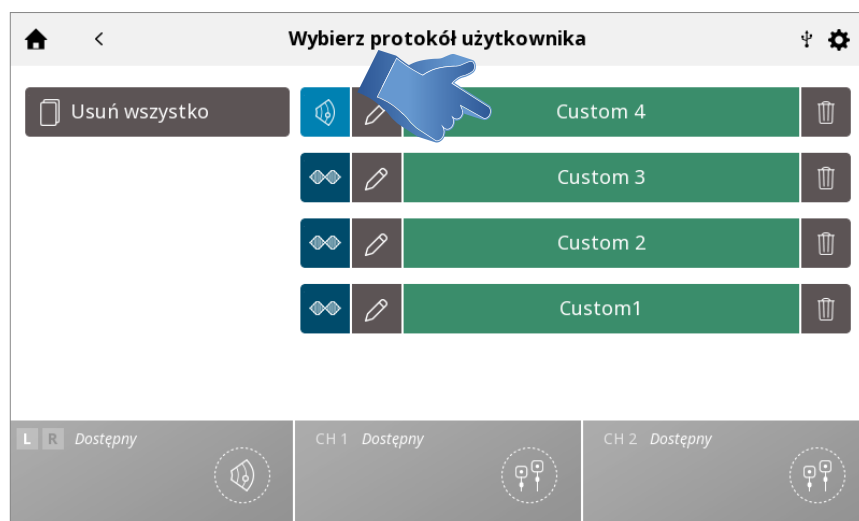 Wybierz protokół użytkownika
Usuń wszystko
Custom 4
Custom 3
Custom 2
Custom1
L R Dostępny
CH 1 Dostępny
CH 2 Dostępny